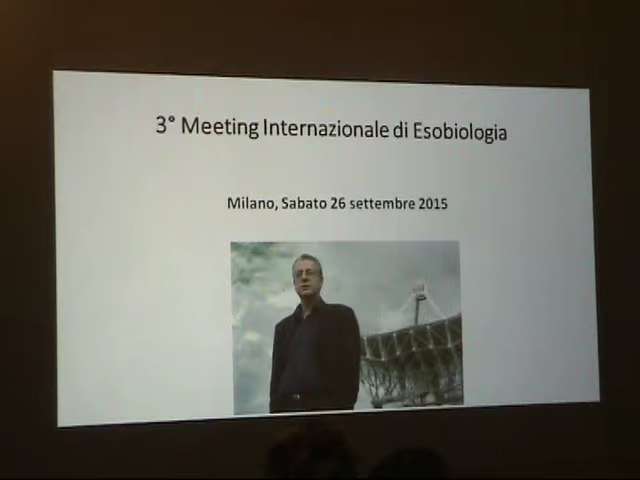 3° Meeting Internazionale di Esobiologia
Milano, Sabato 26 settembre 2015